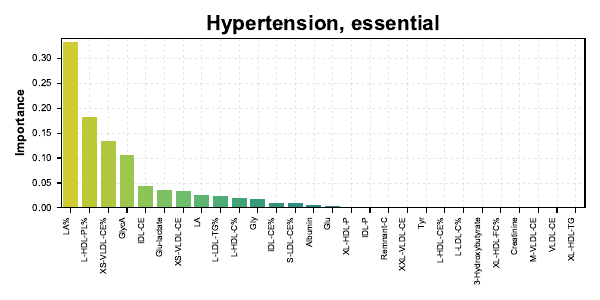 Hypertension, essential
Importance
0.30
0.25
0.20
0.15
0.10
0.05
0.00
LA%
L-HDL-PL%
XS-VLDL-CE%
GlycA
IDL-CE
Glu-lactate
XS-VLDL-CE
LA
L-LDL-TG%
L-HDL-C%
Gly
IDL-CE%
S-LDL-CE%
Albumin
Glu
XL-HDL-P
IDL-P
Remnant-C
XXL-VLDL-CE
Tyr
L-HDL-CE%
L-LDL-C%
3-Hydroxybutyrate
XL-HDL-FC%
Creatinine
M-VLDL-CE
VLDL-CE
XL-HDL-TG